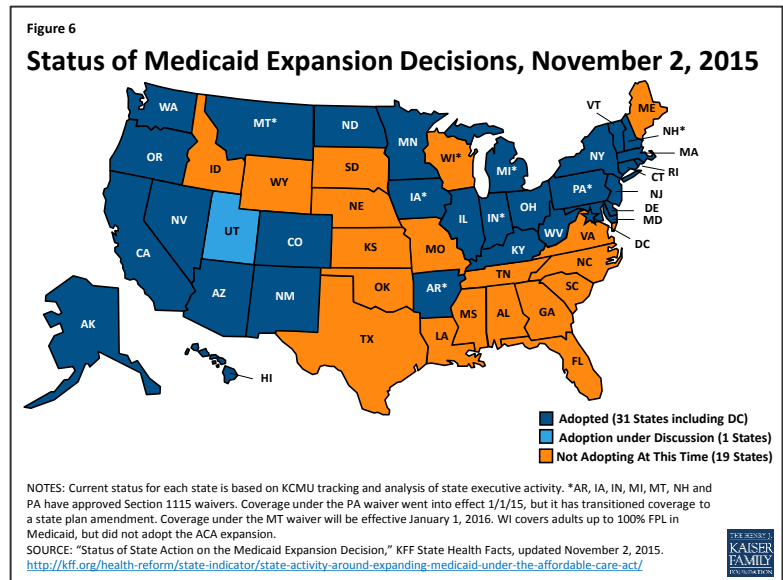 Figure 6
Status of Medicaid Expansion Decisions, November 2, 2015
WA
MT*
ND
MN
VT
ME
NH*
OR
ID
WY
SD
WI*
MI*
NY
MA
RI
CT
NV
UT
NE
IA*
IL
IN*
OH
PA*
NJ
DE
MD
CA
CO
KS
MO
KY
WV
VA
DC
AZ
NM
OK
AR*
TN
NC
SC
AK
TX
LA
MS
AL
GA
FL
HI
Adopted (31 States including DC)
Adoption under Discussion (1 States)
Not Adopting At This Time (19 States)
NOTES: Current status for each state is based on KCMU tracking and analysis of state executive activity. *AR, IA, IN, MI, MT, NH and
PA have approved Section 1115 waivers. Coverage under the PA waiver went into effect 1/1/15, but it has transitioned coverage to
a state plan amendment. Coverage under the MT waiver will be effective January 1, 2016. WI covers adults up to 100% FPL in
Medicaid, but did not adopt the ACA expansion.
SOURCE: “Status of State Action on the Medicaid Expansion Decision,” KFF State Health Facts, updated November 2, 2015.
http://kff.org/health-reform/state-indicator/state-activity-around-expanding-medicaid-under-the-affordable-care-act/
THE HENRY J.
KAISER
FAMILY
FOUNDATION